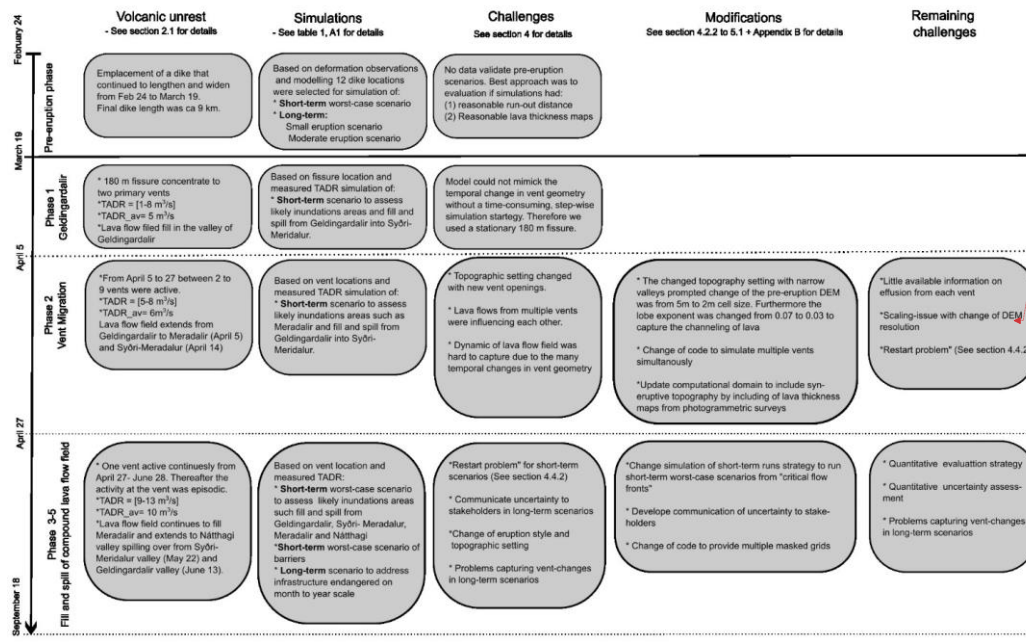 Volcanic unrest
- See section 2.1 for details
Simulations
- See table 1, A1 for details
Challenges
See section 4 for details
Modifications
See section 4.2.2 to 5.1 + Appendix B for details
Remaining
challenges
February 24
Pre-eruption phase
Emplacement of a dike that
continued to lengthen and widen
from Feb 24 to March 19.
Final dike length was ca 9 km.
Based on deformation observations
and modelling 12 dike locations
were selected for simulation of:
* Short-term worst-case scenario
* Long-term:
Small eruption scenario
Moderate eruption scenario
No data validate pre-eruption
scenarios. Best approach was to
evaluation if simulations had:
(1) reasonable run-out distance
(2) Reasonable lava thickness maps
March 19
Phase 1
Geldingardalir
* 180 m fissure concentrate to
two primary vents
*TADR = [1-8 m³/s]
*TADR_av= 5 m³/s
*Lava flow filed fill in the valley of
Geldingardalir
Based on fissure location and
measured TADR simulation of:
* Short-term scenario to assess
likely inundations areas and fill and
spill from Geldingardalir into Syðri-
Meridalur.
Model could not mimick the
temporal change in vent geometry
without a time-consuming, step-wise
simulation startegy. Therefore we
used a stationary 180 m fissure.
April 5
Phase 2
Vent Migration
*From April 5 to 27 between 2 to
9 vents were active.
*TADR = [5-8 m³/s]
*TADR_av= 6m³/s
Lava flow field extends from
Geldingardalir to Meradalir (April 5)
and Syðri-Meradalur (April 14)
Based on vent locations and
measured TADR simulation of:
* Short-term scenario to assess
likely inundations areas such as
Meradalir and fill and spill from
Geldingardalir into Syðri-
Meridalur.
* Topographic setting changed
with new vent openings.
* Lava flows from multiple vents
were influencing each other.
* Dynamic of lava flow field was
hard to capture due to the many
temporal changes in vent geometry
* The changed topography setting with narrow
valleys prompted change of the pre-eruption DEM
was from 5m to 2m cell size. Furthermore the
lobe exponent was changed from 0.07 to 0.03 to
capture the channeling of lava
* Change of code to simulate multiple vents
simultanously
*Update computational domain to include syn-
eruptive topography by including of lava thickness
maps from photogrammetric surveys
*Little available information on
effusion from each vent
*Scaling-issue with change of DEM
resolution
*Restart problem" (See section 4.4.2
April 27
Phase 3-5
Fill and spill of compound lava flow field
* One vent active continuesly from
April 27- June 28. Thereafter the
activity at the vent was episodic.
*TADR = [9-13 m³/s]
*TADR_av= 10 m³/s
*Lava flow field continues to fill
Meradalir and extends to Nátthagi
valley spilling over from Syðri-
Meridalur valley (May 22) and
Geldingardalir valley (June 13).
Based on vent location and
measured TADR:
* Short-term worst-case scenario
to assess likely inundations areas
such fill and spill from
Geldingardalir, Syðri- Meradalur,
Meradalir and Nátthagi
*Short-term worst-case scenario of
barriers
* Long-term scenario to address
infrastructure endangered on
month to year scale
*Restart problem" for short-term
scenarios (See section 4.4.2)
* Communicate uncertainty to
stakeholders in long-term scenarios
*Change of eruption style and
topographic setting
* Problems capturing vent-changes
in long-term scenarios
*Change simulation of short-term runs strategy to run
short-term worst-case scenarios from "critical flow
fronts"
* Develope communication of uncertainty to stake-
holders
* Change of code to provide multiple masked grids
* Quantitative evaluation strategy
* Quantitative uncertainty assess-
ment
* Problems capturing vent-changes
in long-term scenarios
September 18